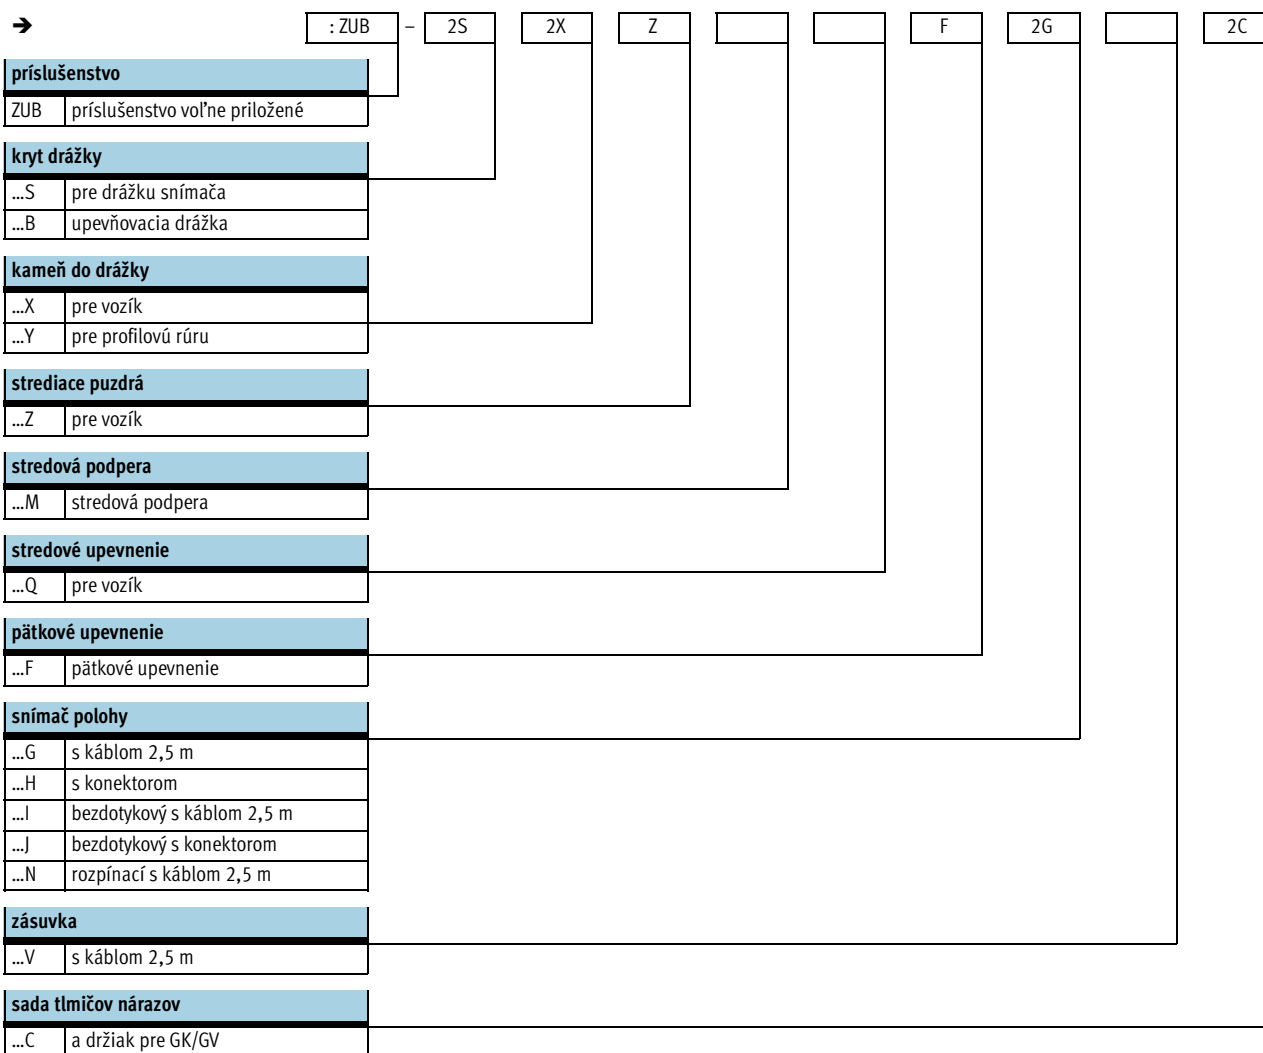 ➔ : ZUB – 2S 2X Z F 2G 2C
príslušenstvo
ZUB príslušenstvo voľne priložené
kryt drážky
...S pre drážku snímača
...B upevňovacia drážka
kameň do drážky
...X pre vozík
...Y pre profilovú rúru
strediace puzdrá
...Z pre vozík
stredová podpera
...M stredová podpera
stredové upevnenie
...Q pre vozík
pätkové upevnenie
...F pätkové upevnenie
snímač polohy
...G s káblom 2,5 m
...H s konektorom
...I bezdotykový s káblom 2,5 m
...J bezdotykový s konektorom
...N rozpínací s káblom 2,5 m
zásuvka
...V s káblom 2,5 m
sada tlmičov nárazov
...C a držiak pre GK/GV